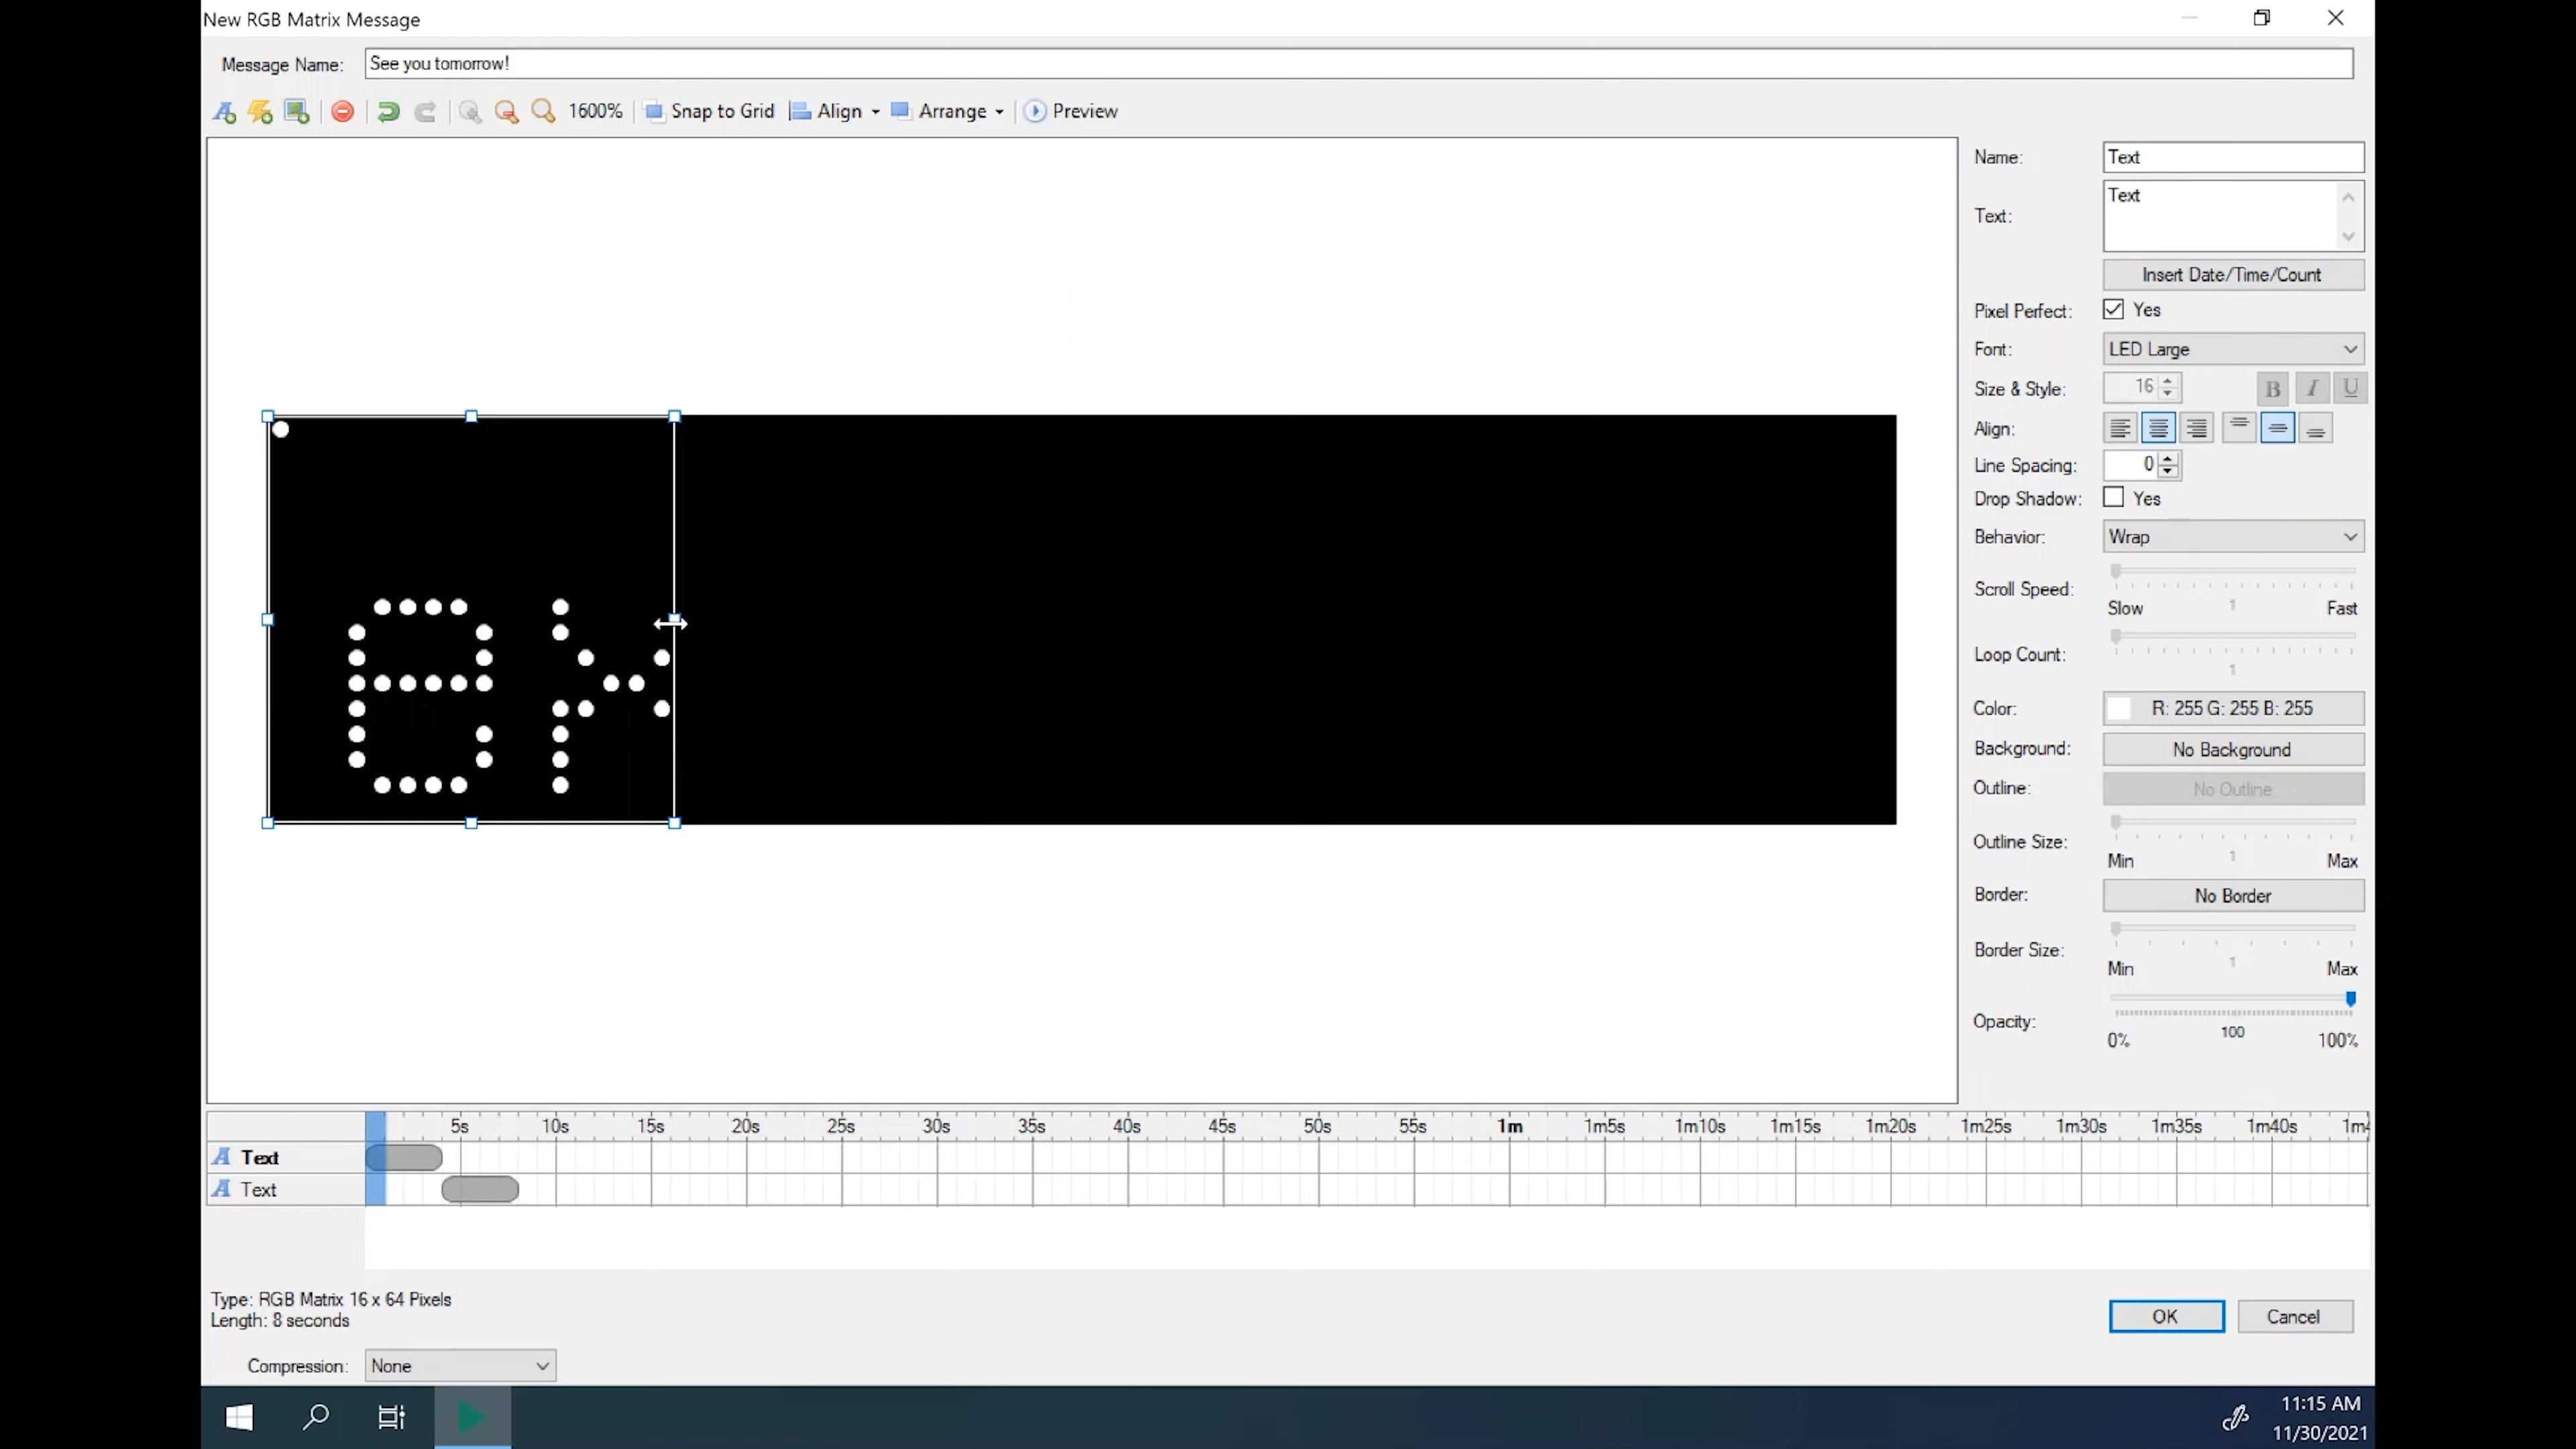 New RGB Matrix Message
Message Name: See you tomorrow!
1600% Snap to Grid Align Arrange Preview
Name: Text
Text: Text
Insert Date/Time/Count
Pixel Perfect: Yes
Font: LED Large
Size & Style: 16 B I U
Align:
Line Spacing: 0
Drop Shadow: Yes
Behavior: Wrap
Scroll Speed:
Slow 1 Fast
Loop Count:
1
Color: R: 255 G: 255 B: 255
Background: No Background
Outline: No Outline
Outline Size:
Min 1 Max
Border: No Border
Border Size:
Min 1 Max
Opacity:
0% 100 100%
5s 10s 15s 20s 25s 30s 35s 40s 45s 50s 55s 1m 1m5s 1m10s 1m15s 1m20s 1m25s 1m30s 1m35s 1m40s
A Text
A Text
Type: RGB Matrix 16 x 64 Pixels
Length: 8 seconds
OK Cancel
Compression: None
11:15 AM
11/30/2021